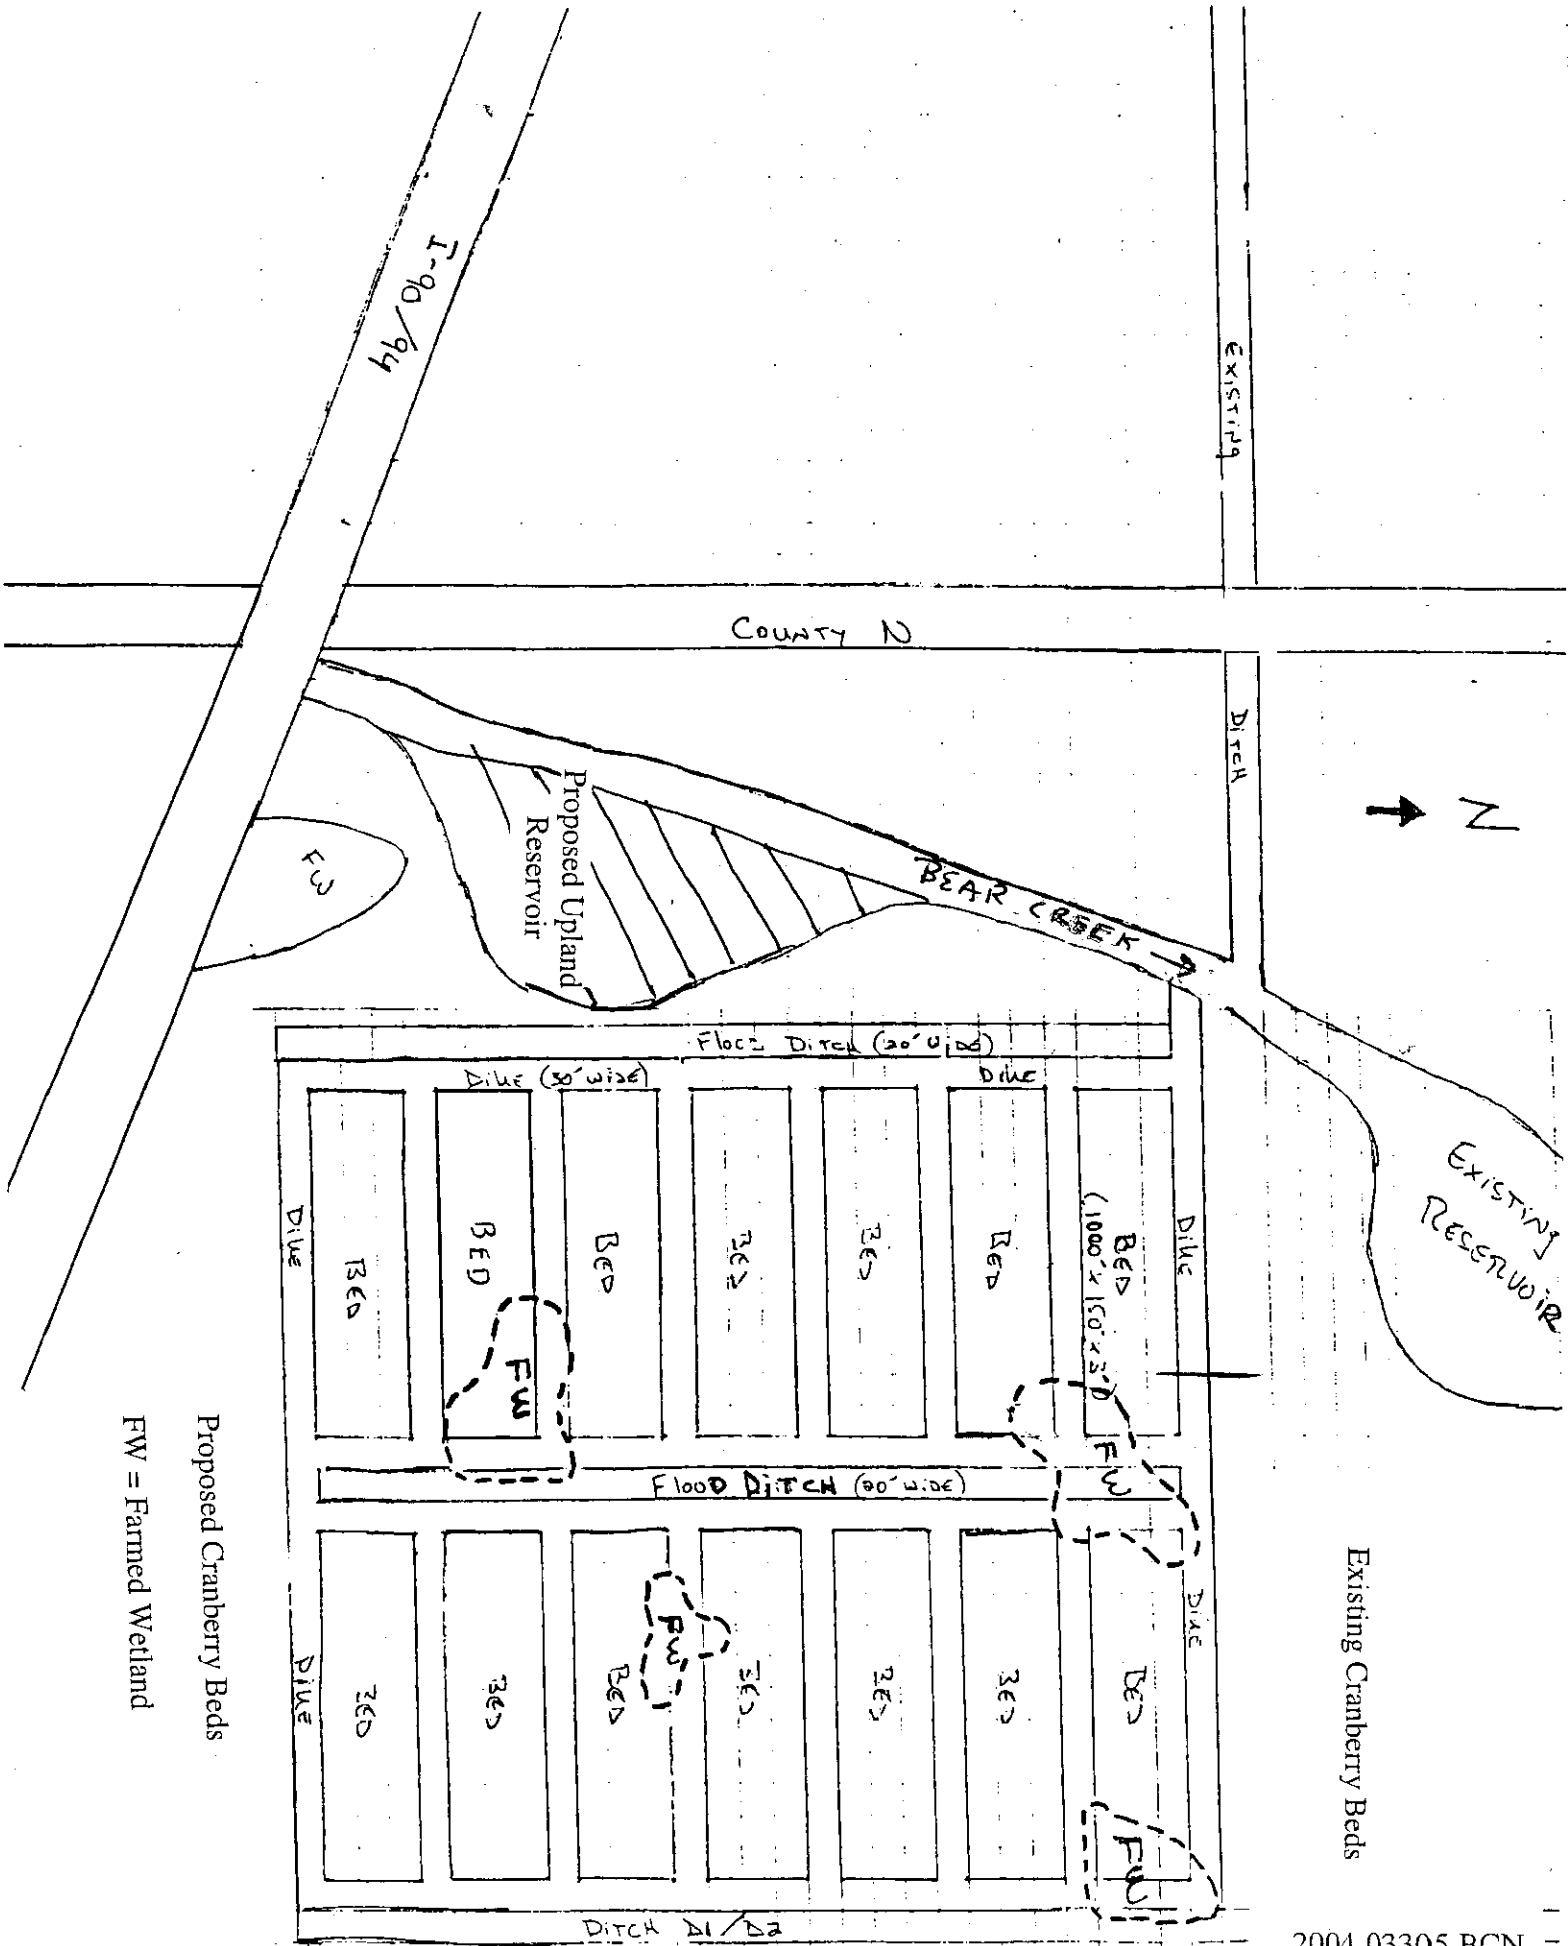 I-90/94
EXISTING
COUNTY N
DITCH
N
Proposed Upland
Reservoir
BEAR CREEK
FW
EXISTING
RESERVOIR
DITCH (20' WIDE)
DIKE (30' WIDE)
DIKE
DIKE
DIKE
BED
BED
BED
BED
BED
BED
BED
(1000' x 150' x 3'D
FW
FW
FLOOD DITCH (20' WIDE)
DIKE
DIKE
BED
BED
BED
BED
BED
BED
BED
FW
FW
DITCH D1/D2
Existing Cranberry Beds
Proposed Cranberry Beds
FW = Farmed Wetland
2004 03305 RCN